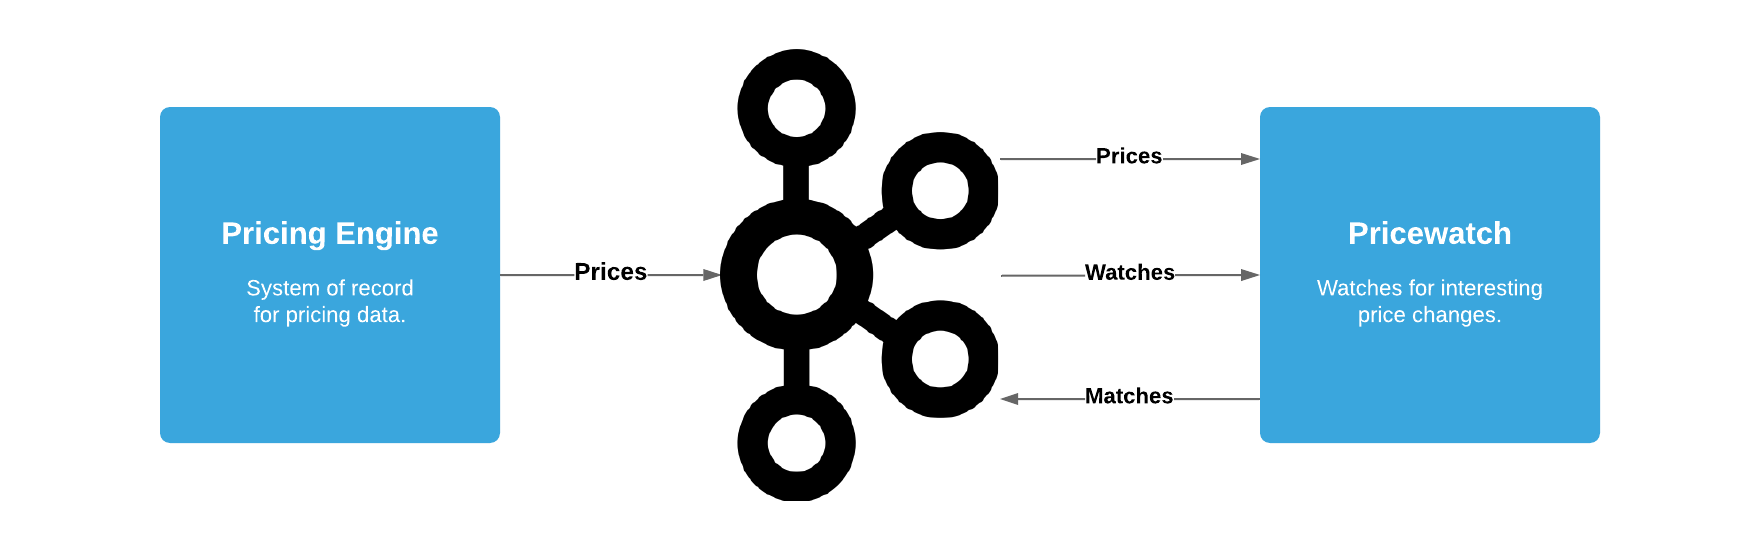 Pricing Engine
System of record
for pricing data.
Prices
Prices
Watches
Matches
Pricewatch
Watches for interesting
price changes.